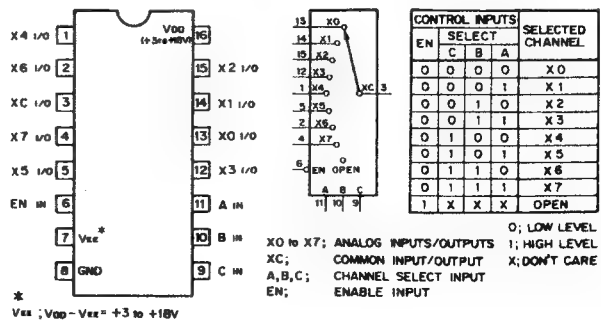 VDD
(+3 to +18V)
X4 I/O 1
16
X6 I/O 2
15 X2 I/O
XC I/O 3
14 X1 I/O
X7 I/O 4
13 X0 I/O
X5 I/O 5
12 X3 I/O
EN IN 6
11 A IN
7 VEE*
10 B IN
8 GND
9 C IN
*
VEE ; VDD - VEE = +3 to +18V
13 X0
14 X1
15 X2
12 X3
1 X4
XC 3
5 X5
2 X6
4 X7
6 EN OPEN
A B C
11 10 9
CONTROL INPUTS SELECTED CHANNEL
EN SELECT
C B A
0 0 0 0 X0
0 0 0 1 X1
0 0 1 0 X2
0 0 1 1 X3
0 1 0 0 X4
0 1 0 1 X5
0 1 1 0 X6
0 1 1 1 X7
1 X X X OPEN
0; LOW LEVEL
1; HIGH LEVEL
X; DON'T CARE
X0 to X7; ANALOG INPUTS/OUTPUTS
XC; COMMON INPUT/OUTPUT
A,B,C; CHANNEL SELECT INPUT
EN; ENABLE INPUT